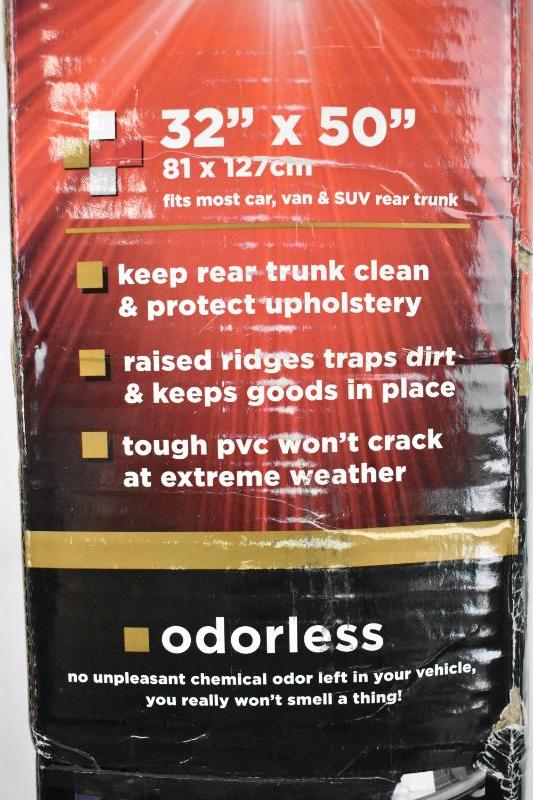 32” x 50”
81 x 127cm
fits most car, van & SUV rear trunk
keep rear trunk clean
& protect upholstery
raised ridges traps dirt
& keeps goods in place
tough pvc won’t crack
at extreme weather
odorless
no unpleasant chemical odor left in your vehicle,
you really won’t smell a thing!